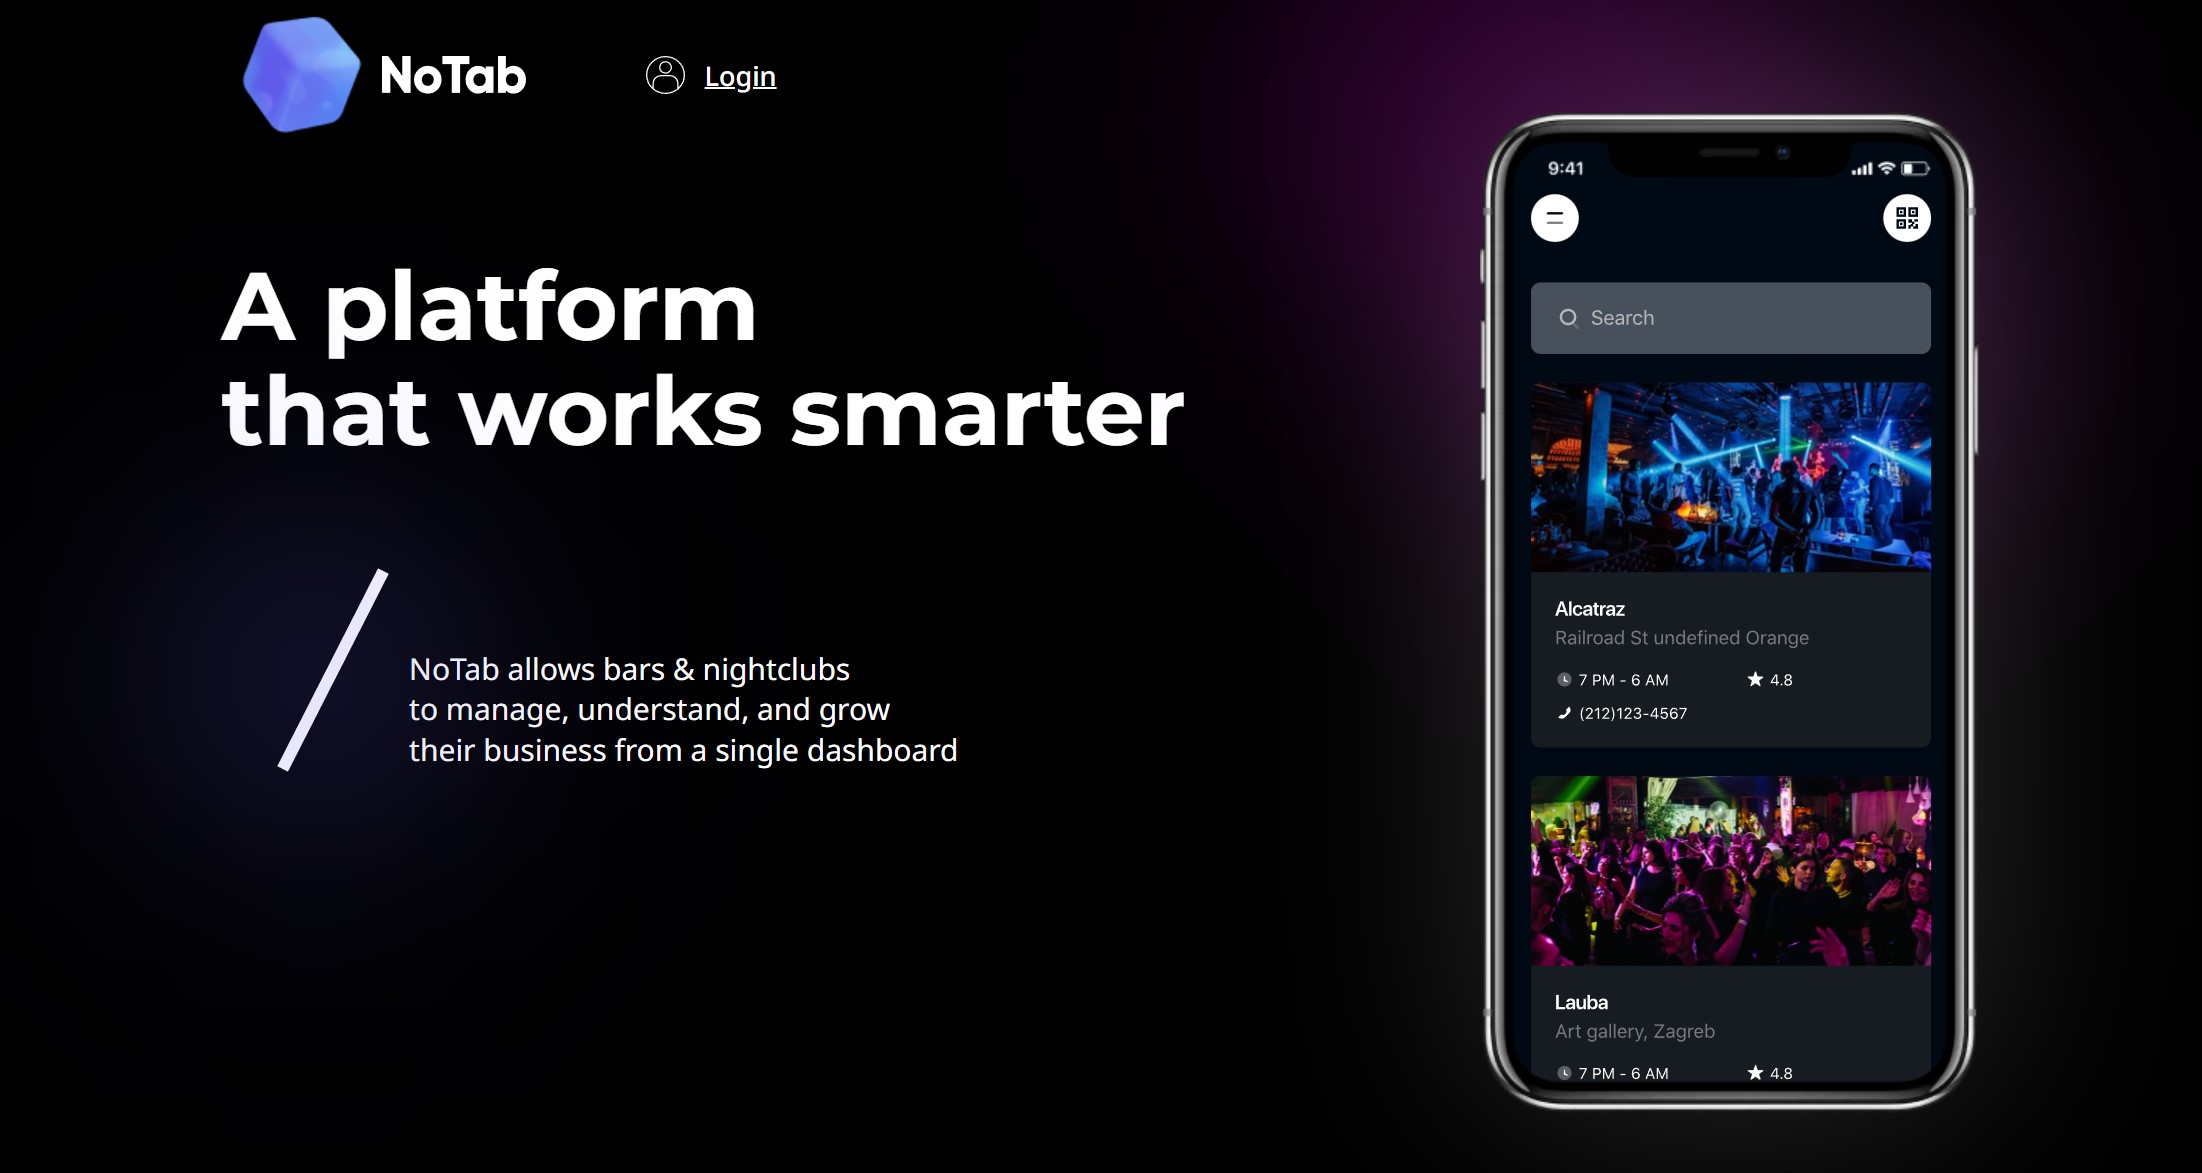 NoTab
Login
A platform
that works smarter
NoTab allows bars & nightclubs
to manage, understand, and grow
their business from a single dashboard
9:41
Search
Alcatraz
Railroad St undefined Orange
7 PM - 6 AM
4.8
(212)123-4567
Lauba
Art gallery, Zagreb
7 PM - 6 AM
4.8